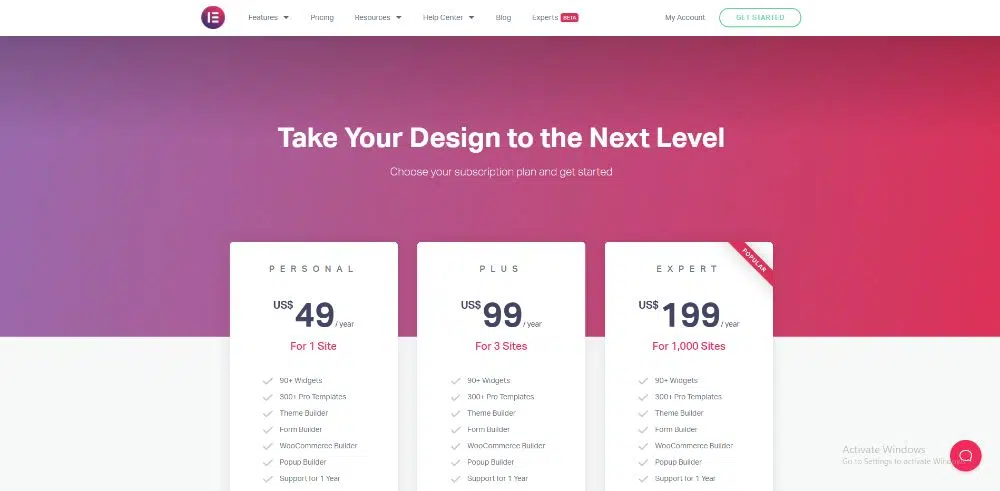 Features Pricing Resources Help Center Blog Experts BETA My Account GET STARTED
Take Your Design to the Next Level
Choose your subscription plan and get started
PERSONAL
US$49/ year
For 1 Site
90+ Widgets
300+ Pro Templates
Theme Builder
Form Builder
WooCommerce Builder
Popup Builder
Support for 1 Year
PLUS
US$99/ year
For 3 Sites
90+ Widgets
300+ Pro Templates
Theme Builder
Form Builder
WooCommerce Builder
Popup Builder
Support for 1 Year
POPULAR
EXPERT
US$199/ year
For 1,000 Sites
90+ Widgets
300+ Pro Templates
Theme Builder
Form Builder
WooCommerce Builder
Popup Builder
Support for 1 Year
Activate Windows
Go to Settings to activate Windows